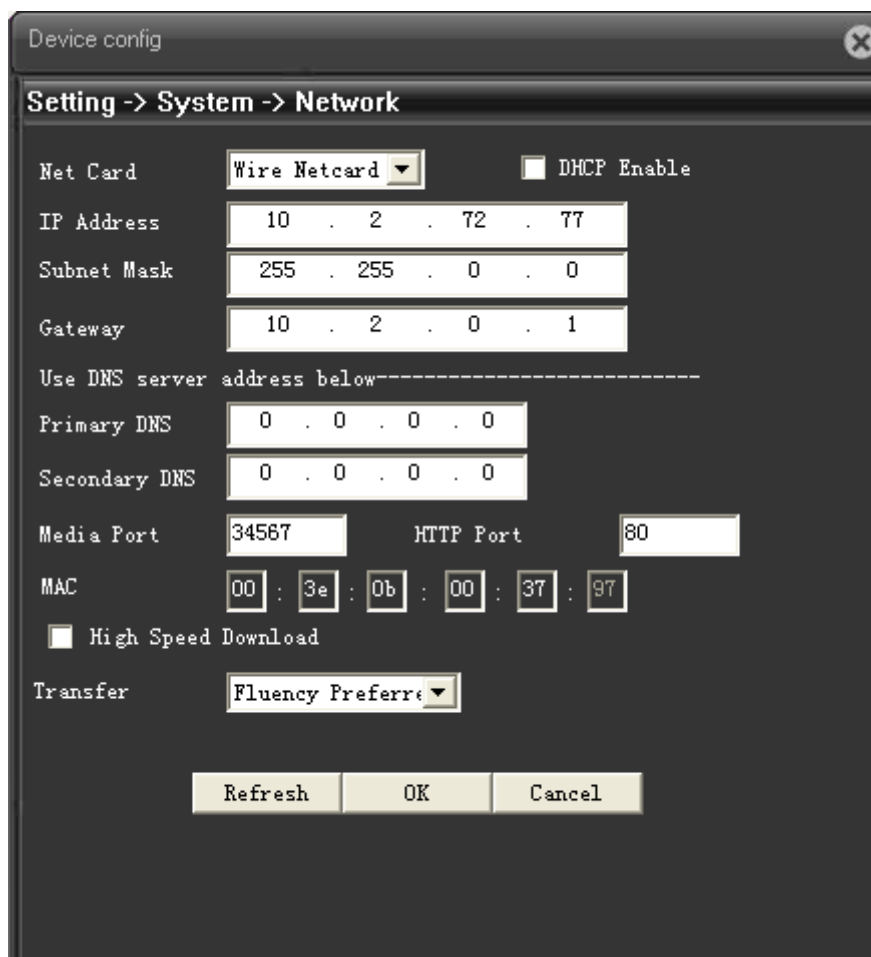 Device config
Setting -> System -> Network
Net Card Wire Netcard DHCP Enable
IP Address 10 . 2 . 72 . 77
Subnet Mask 255 . 255 . 0 . 0
Gateway 10 . 2 . 0 . 1
Use DNS server address below---------------------------
Primary DNS 0 . 0 . 0 . 0
Secondary DNS 0 . 0 . 0 . 0
Media Port 34567 HTTP Port 80
MAC 00 : 3e : 0b : 00 : 37 : 97
High Speed Download
Transfer Fluency Preferre
Refresh OK Cancel